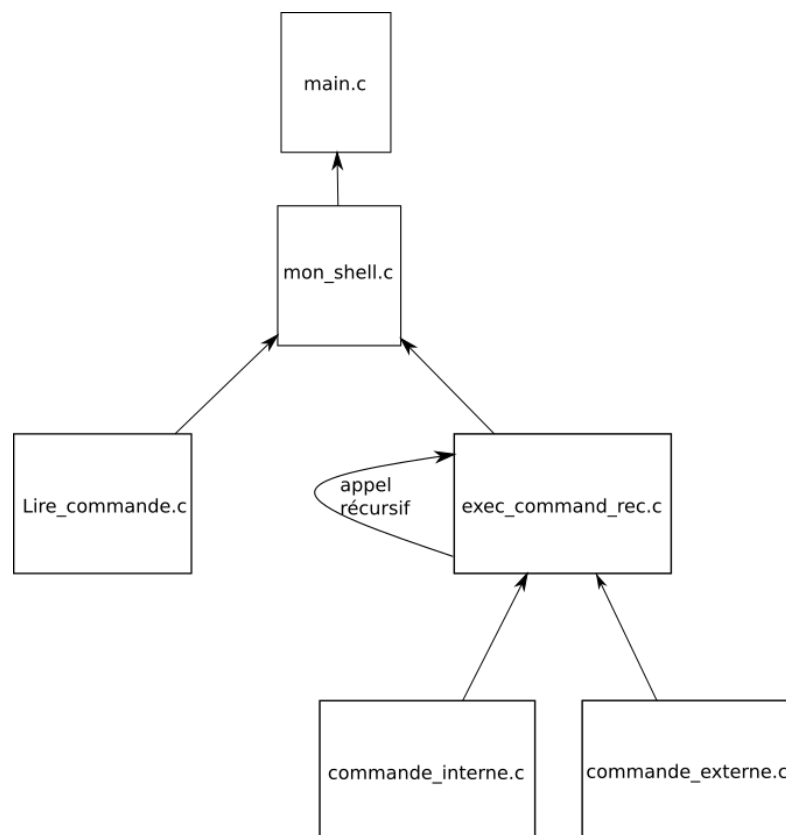 main.c
mon_shell.c
Lire_commande.c
appel
récursif
exec_command_rec.c
commande_interne.c
commande_externe.c